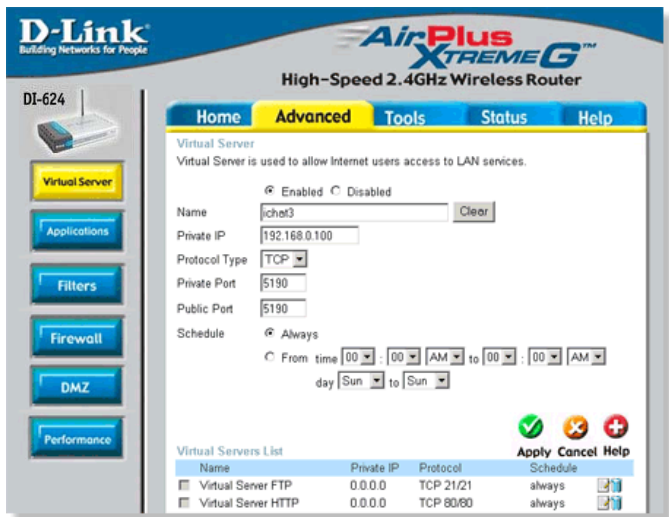 D-Link
Building Networks for People
AirPlus
XTREME G™
High-Speed 2.4GHz Wireless Router
DI-624
Home Advanced Tools Status Help
Virtual Server
Applications
Filters
Firewall
DMZ
Performance
Virtual Server
Virtual Server is used to allow Internet users access to LAN services.
Enabled Disabled
Name ichat3 Clear
Private IP 192.168.0.100
Protocol Type TCP
Private Port 5190
Public Port 5190
Schedule Always
From time 00 : 00 AM to 00 : 00 AM
day Sun to Sun
Apply Cancel Help
Virtual Servers List
Name Private IP Protocol Schedule
Virtual Server FTP 0.0.0.0 TCP 21/21 always
Virtual Server HTTP 0.0.0.0 TCP 80/80 always